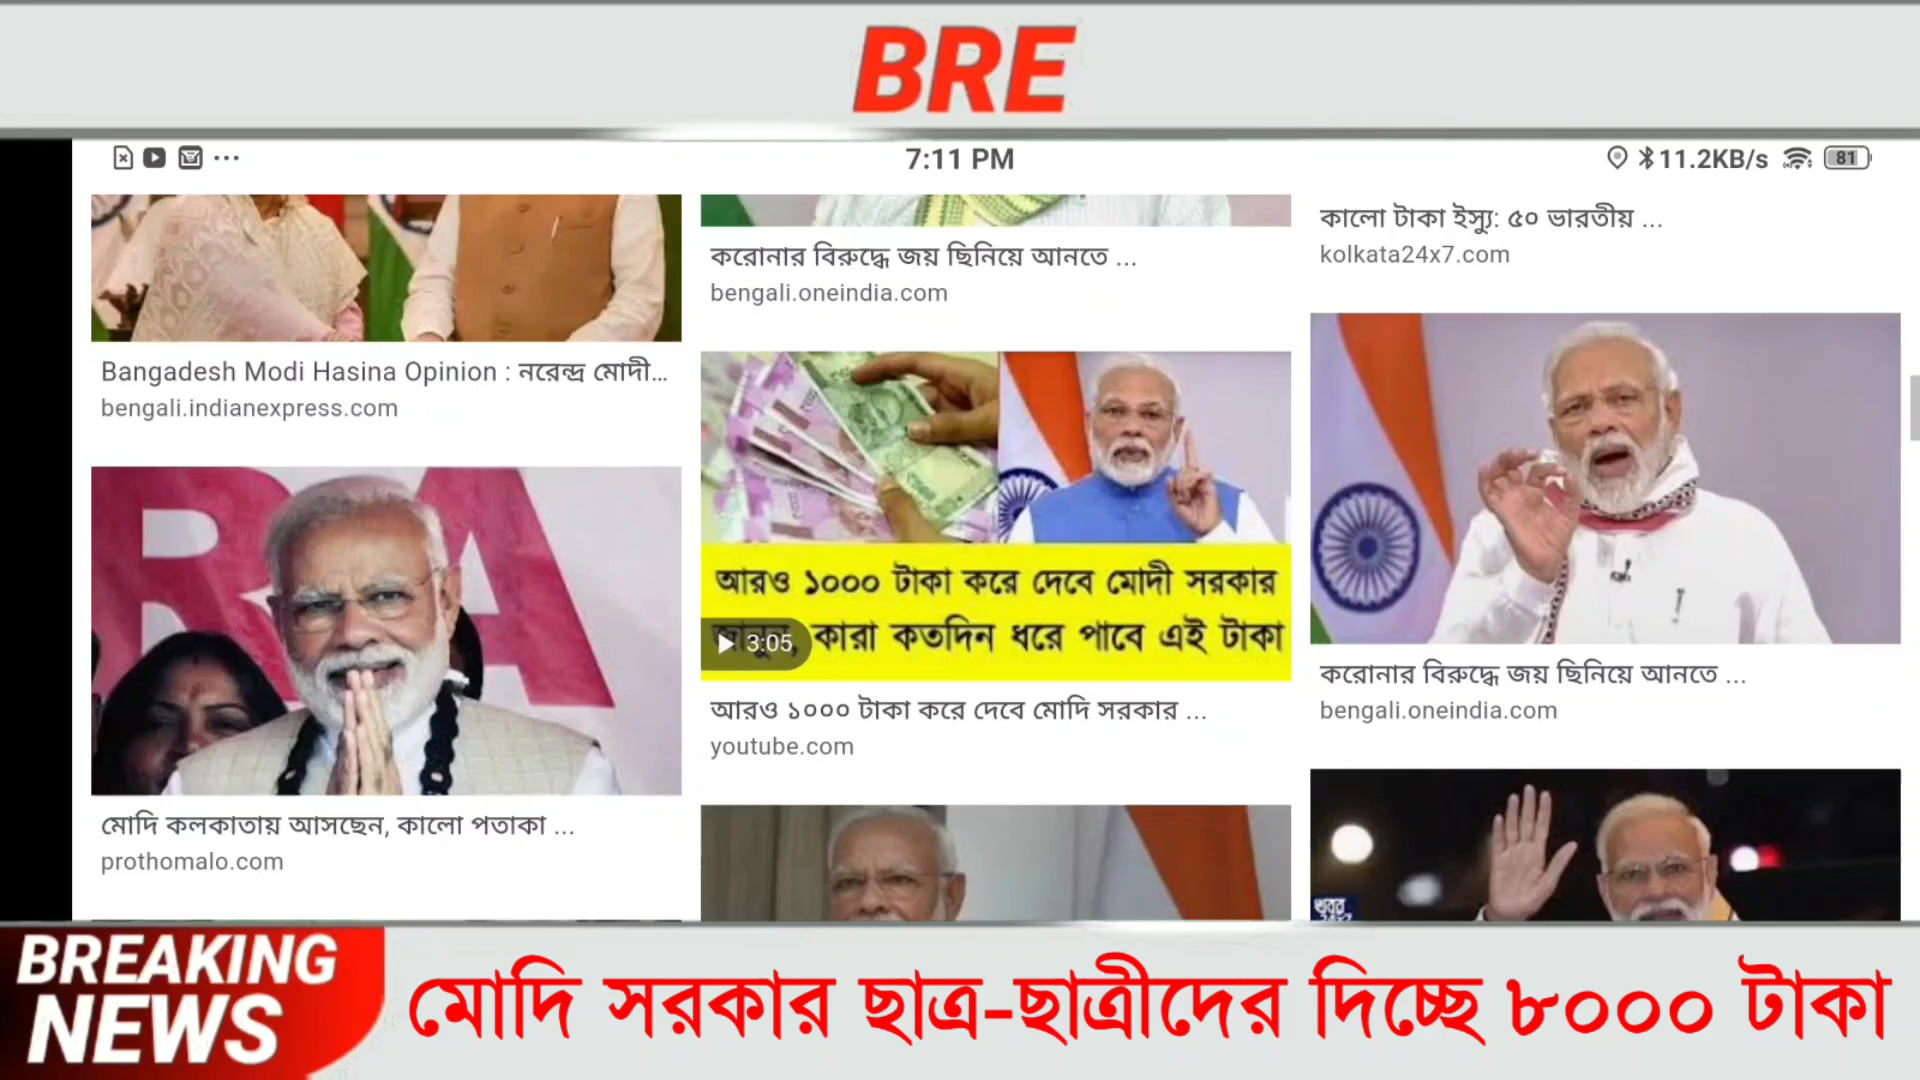 BRE
7:11 PM
11.2KB/s
81
Bangadesh Modi Hasina Opinion : নরেন্দ্র মোদী...
bengali.indianexpress.com
RA
মোদি কলকাতায় আসছেন, কালো পতাকা ...
prothomalo.com
করোনার বিরুদ্ধে জয় ছিনিয়ে আনতে ...
bengali.oneindia.com
আরও ১০০০ টাকা করে দেবে মোদী সরকার
জানুন, কারা কতদিন ধরে পাবে এই টাকা
3:05
আরও ১০০০ টাকা করে দেবে মোদি সরকার ...
youtube.com
কালো টাকা ইস্যু: ৫০ ভারতীয় ...
kolkata24x7.com
করোনার বিরুদ্ধে জয় ছিনিয়ে আনতে ...
bengali.oneindia.com
BREAKING
NEWS
মোদি সরকার ছাত্র-ছাত্রীদের দিচ্ছে ৮০০০ টাকা